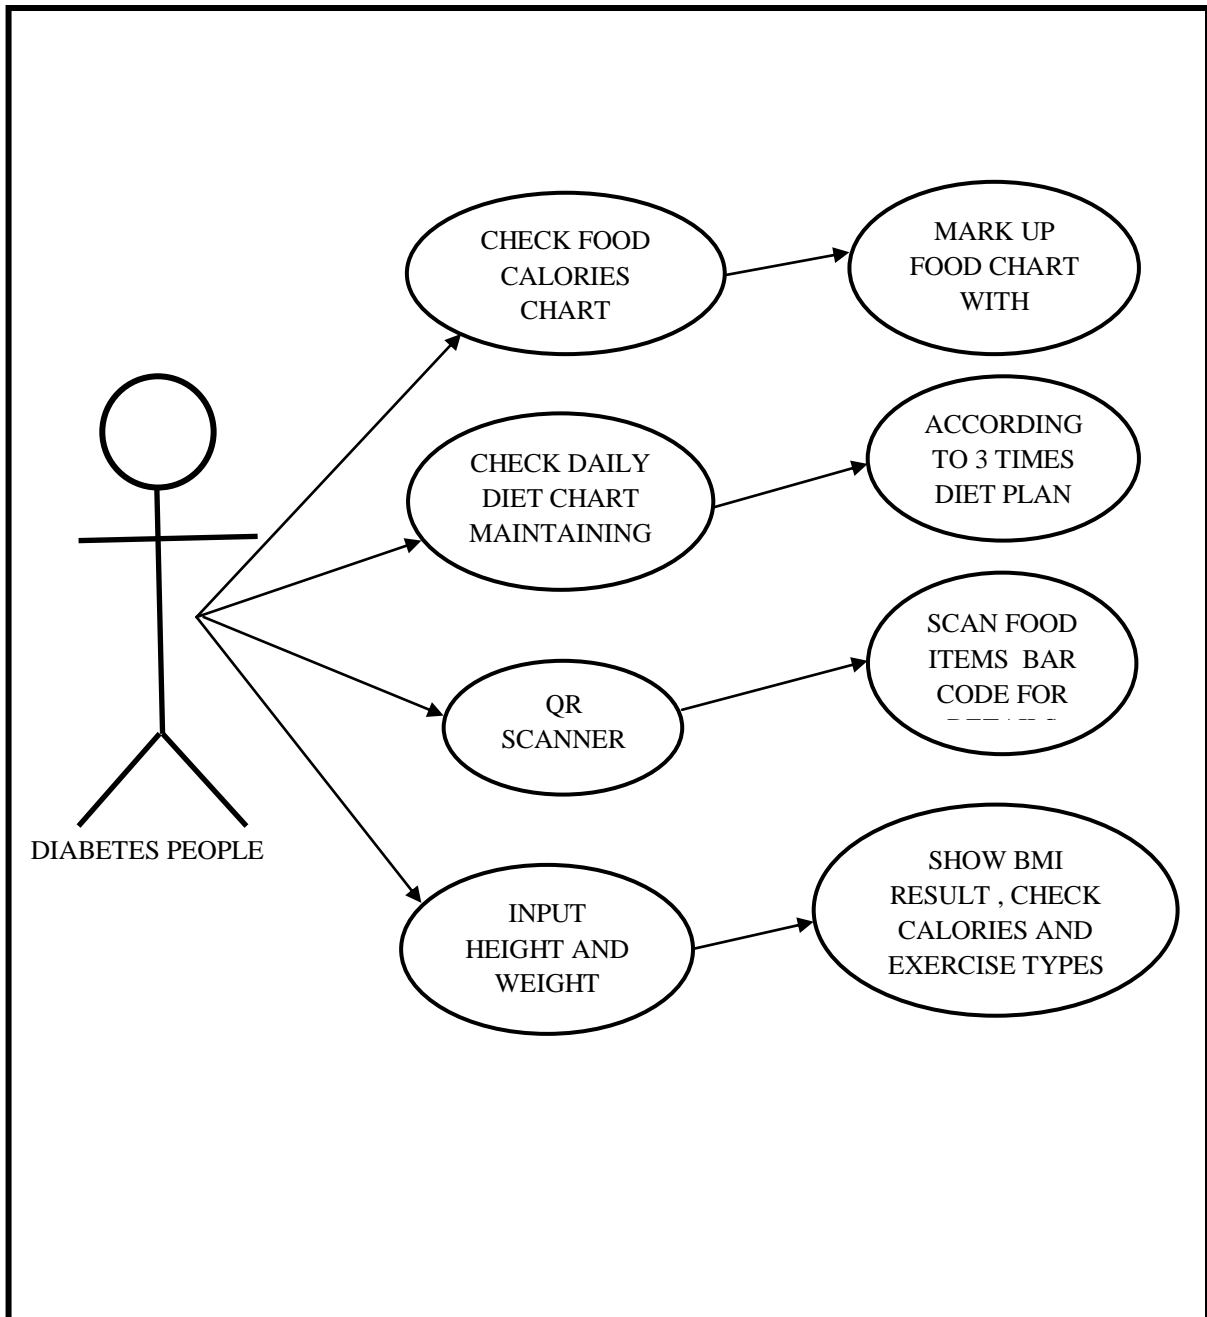 CHECK FOOD
CALORIES
CHART
MARK UP
FOOD CHART
WITH
CHECK DAILY
DIET CHART
MAINTAINING
ACCORDING
TO 3 TIMES
DIET PLAN
QR
SCANNER
SCAN FOOD
ITEMS BAR
CODE FOR
DIABETES PEOPLE
INPUT
HEIGHT AND
WEIGHT
SHOW BMI
RESULT , CHECK
CALORIES AND
EXERCISE TYPES